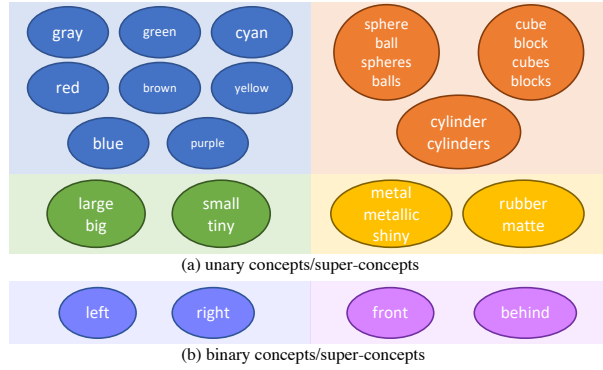 gray
green
cyan
red
brown
yellow
blue
purple
sphere
ball
spheres
balls
cube
block
cubes
blocks
cylinder
cylinders
large
big
small
tiny
metal
metallic
shiny
rubber
matte
(a) unary concepts/super-concepts
left
right
front
behind
(b) binary concepts/super-concepts